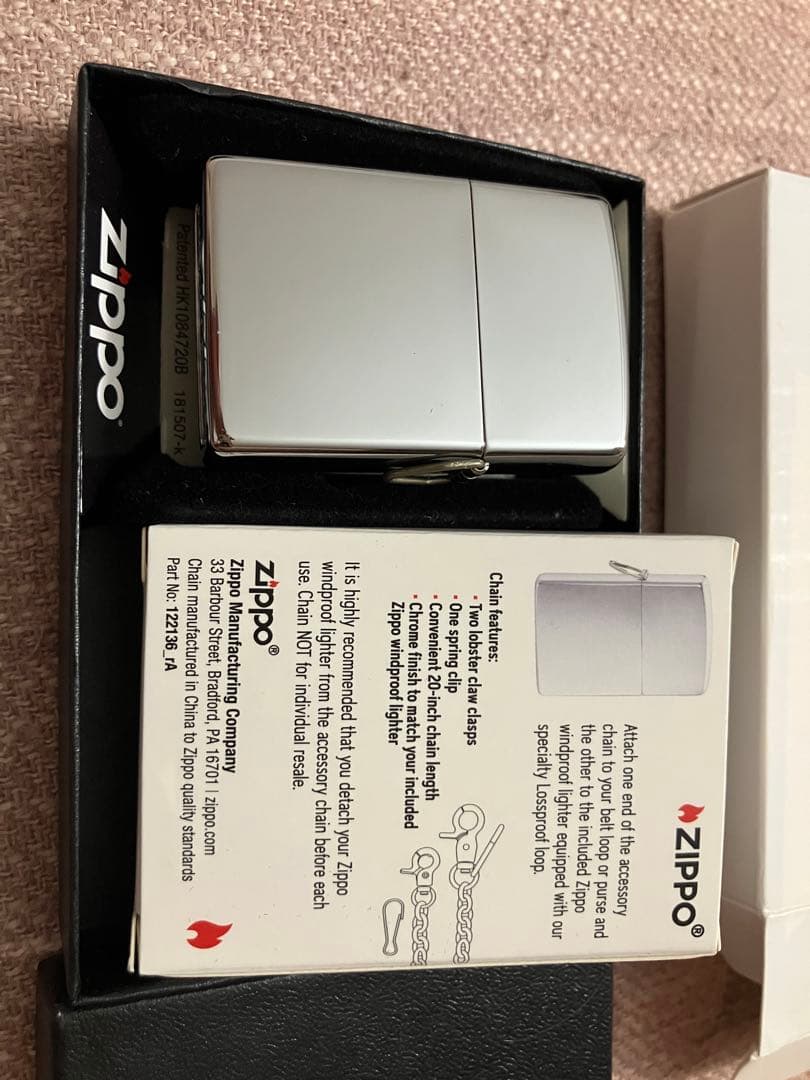 Zippo
Patented HK1084720B 181507-k
ZIPPO®
Attach one end of the accessory
chain to your belt loop or purse and
the other to the included Zippo
windproof lighter equipped with our
specialty Lossproof loop.
Chain features:
• Two lobster claw clasps
• One spring clip
• Convenient 20-inch chain length
• Chrome finish to match your included
Zippo windproof lighter
It is highly recommended that you detach your Zippo
windproof lighter from the accessory chain before each
use. Chain NOT for individual resale.
Zippo®
Zippo Manufacturing Company
33 Barbour Street, Bradford, PA 16701 | zippo.com
Chain manufactured in China to Zippo quality standards
Part No: 122136_rA